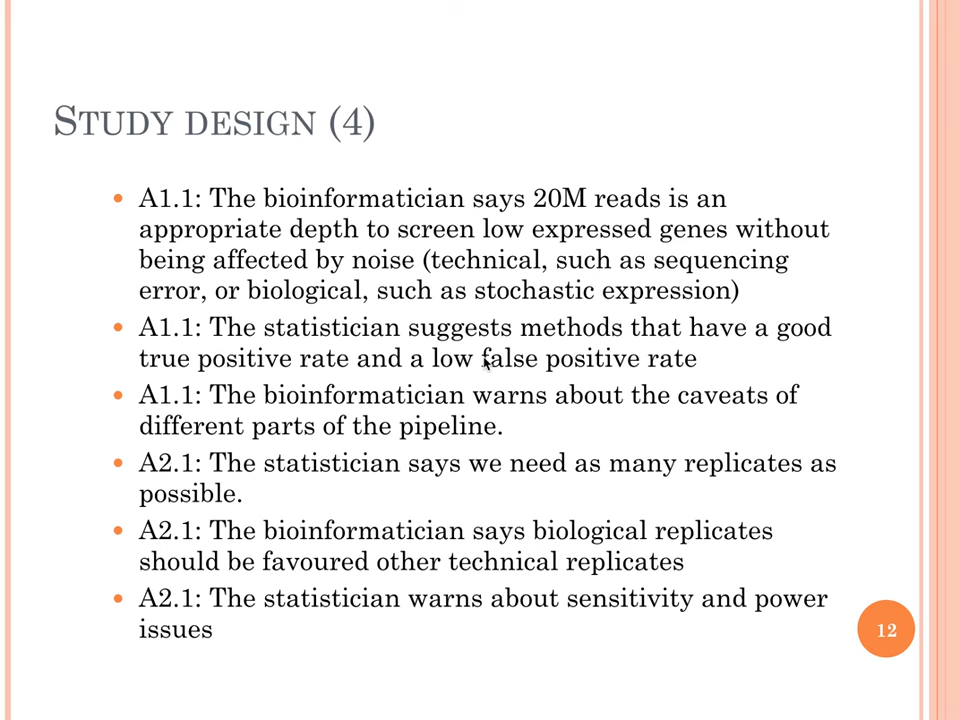 STUDY DESIGN (4)
• A1.1: The bioinformatician says 20M reads is an
appropriate depth to screen low expressed genes without
being affected by noise (technical, such as sequencing
error, or biological, such as stochastic expression)
• A1.1: The statistician suggests methods that have a good
true positive rate and a low false positive rate
• A1.1: The bioinformatician warns about the caveats of
different parts of the pipeline.
• A2.1: The statistician says we need as many replicates as
possible.
• A2.1: The bioinformatician says biological replicates
should be favoured other technical replicates
• A2.1: The statistician warns about sensitivity and power
issues
12